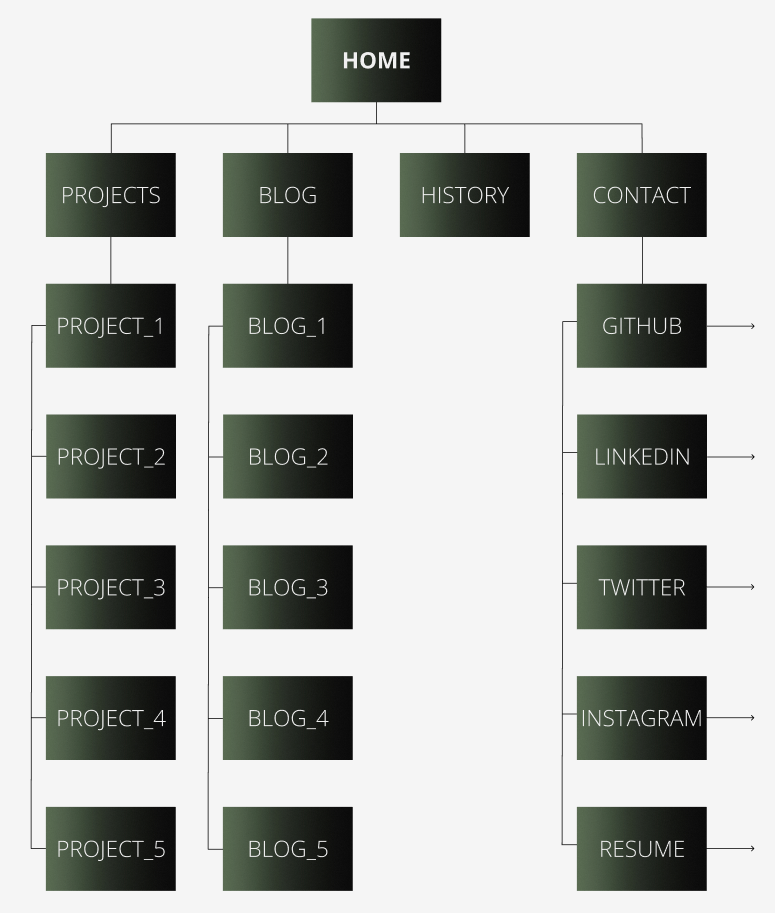 HOME
PROJECTS
BLOG
HISTORY
CONTACT
PROJECT_1
BLOG_1
GITHUB
PROJECT_2
BLOG_2
LINKEDIN
PROJECT_3
BLOG_3
TWITTER
PROJECT_4
BLOG_4
INSTAGRAM
PROJECT_5
BLOG_5
RESUME